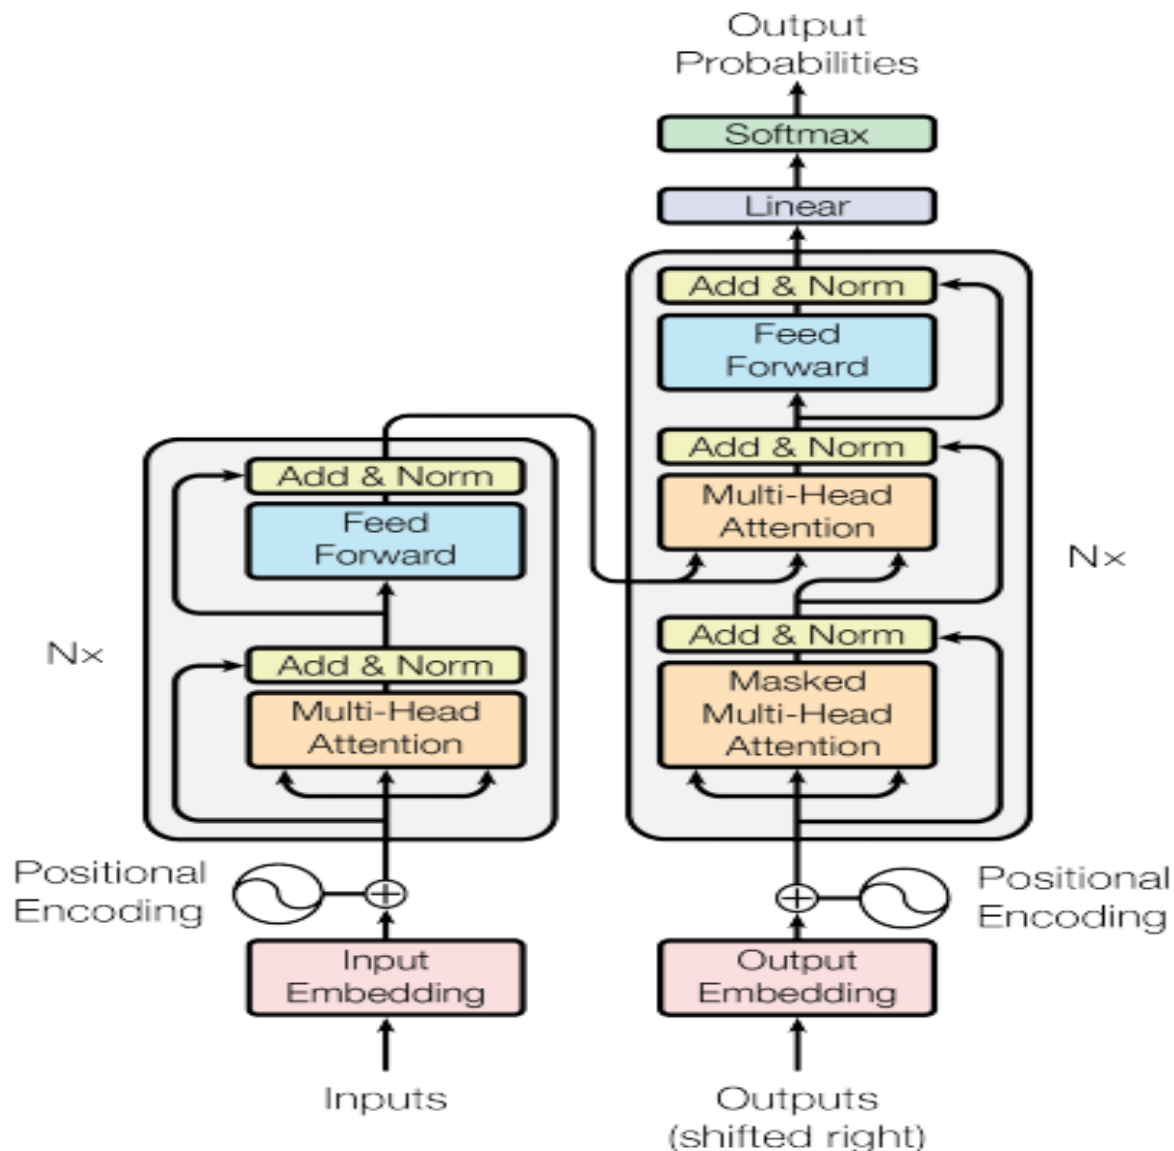 Output
Probabilities
Softmax
Linear
Add & Norm
Feed
Forward
Add & Norm
Multi-Head
Attention
Nx
Add & Norm
Masked
Multi-Head
Attention
Positional
Encoding
Output
Embedding
Outputs
(shifted right)
Add & Norm
Feed
Forward
Nx
Add & Norm
Multi-Head
Attention
Positional
Encoding
Input
Embedding
Inputs